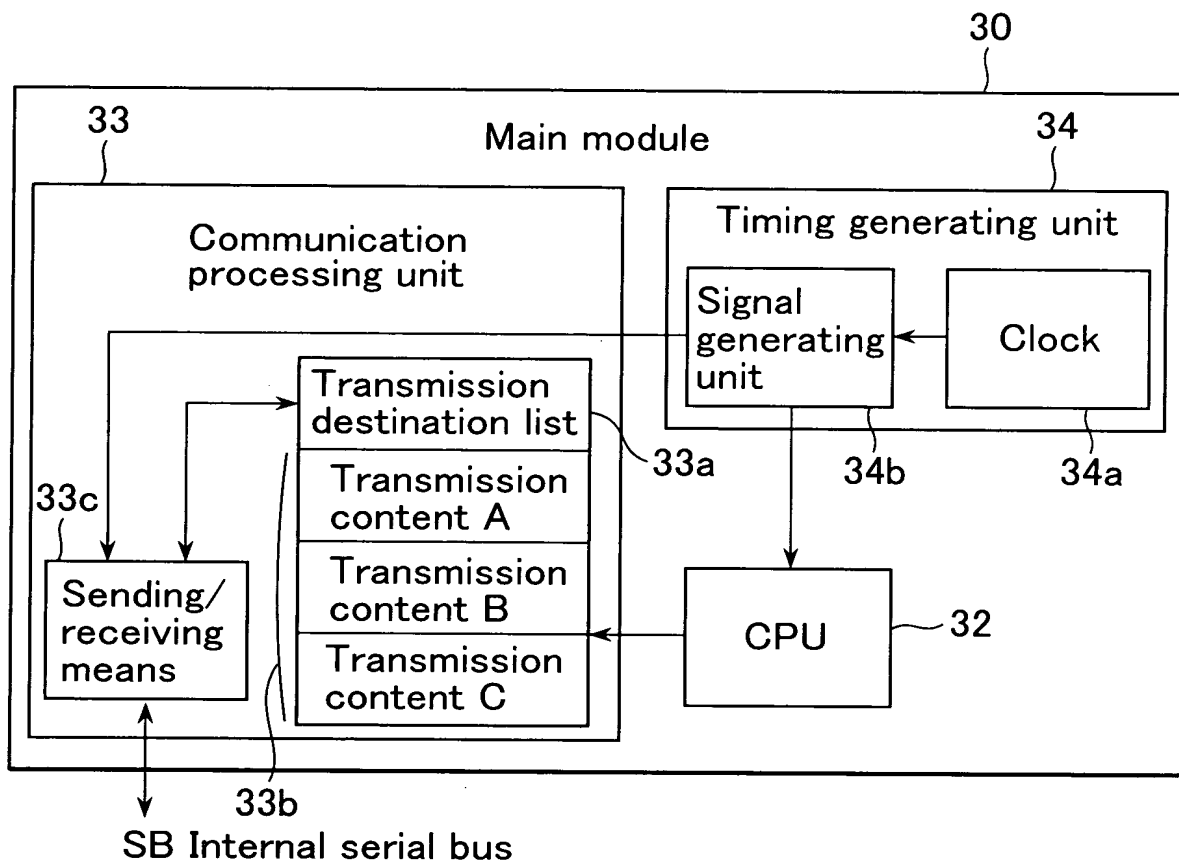 30
33
Main module
34
Communication
processing unit
Timing generating unit
Signal
generating
unit
Clock
Transmission
destination list
33a
34b
34a
33c
Transmission
content A
Transmission
content B
Sending/
receiving
means
CPU
32
Transmission
content C
33b
SB Internal serial bus